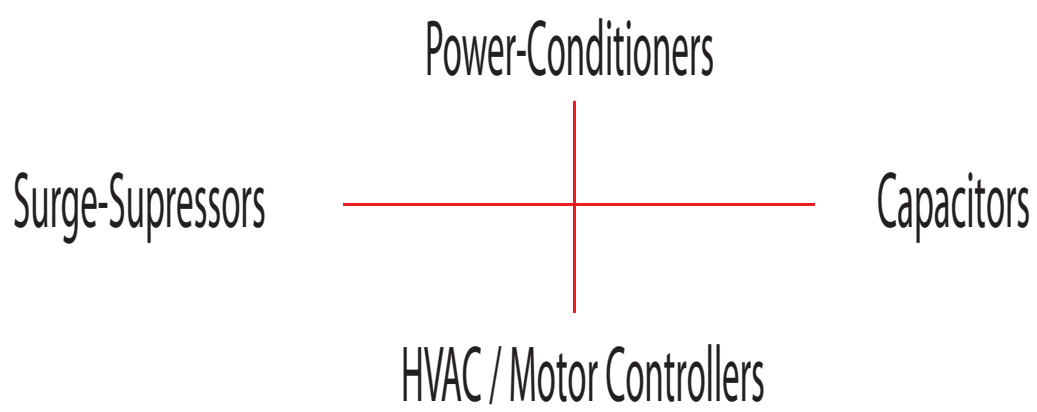 Power-Conditioners
Surge-Supressors
Capacitors
HVAC / Motor Controllers